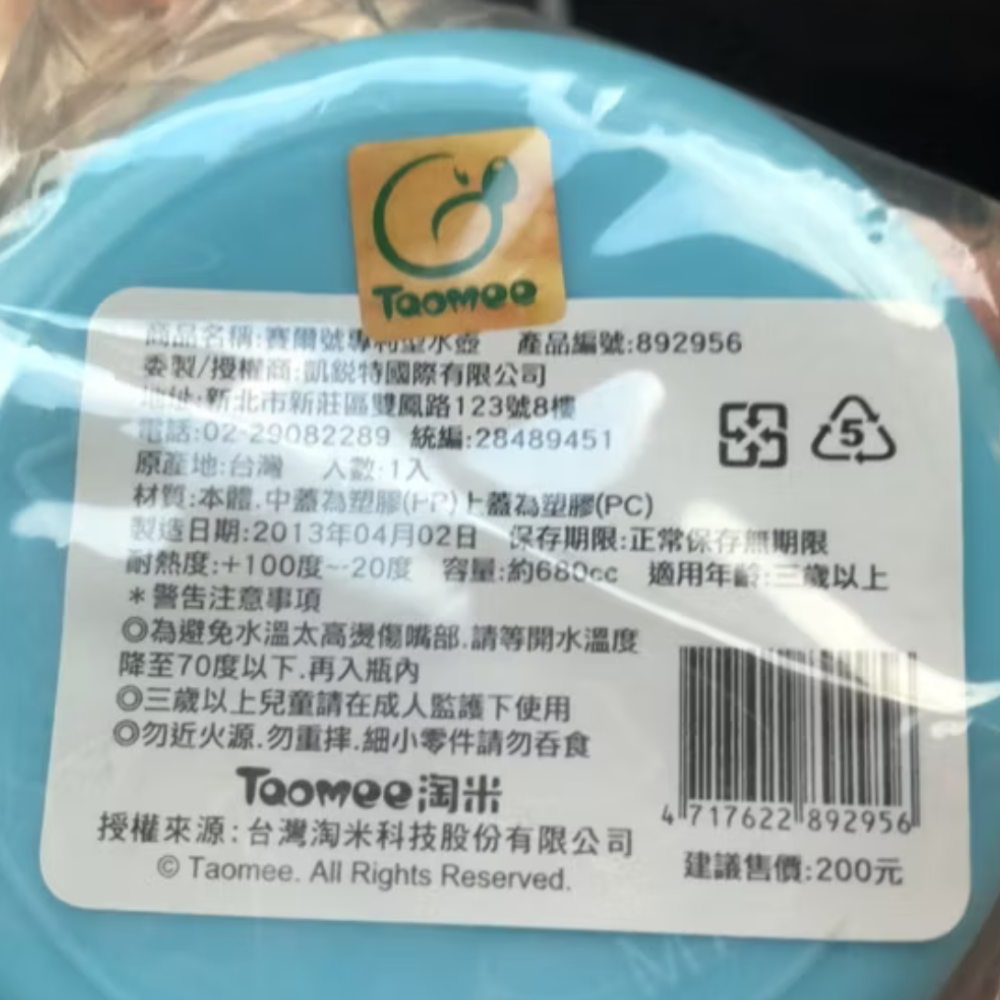 Taomee
商品名稱:賽爾號專利型水壺 產品編號:892956
委製/授權商:凱銳特國際有限公司
地址:新北市新莊區雙鳳路123號8樓
電話:02-29082289 統編:28489451
5
原產地:台灣 入數:1入
材質:本體.中蓋為塑膠(PP)上蓋為塑膠(PC)
製造日期:2013年04月02日 保存期限:正常保存無期限
耐熱度:+100度~-20度 容量:約680cc 適用年齡:三歲以上
*警告注意事項
◎為避免水溫太高燙傷嘴部.請等開水溫度
降至70度以下.再入瓶內
◎三歲以上兒童請在成人監護下使用
◎勿近火源.勿重摔.細小零件請勿吞食
Taomee淘米
4 717622 892956
授權來源:台灣淘米科技股份有限公司
建議售價:200元
© Taomee. All Rights Reserved.